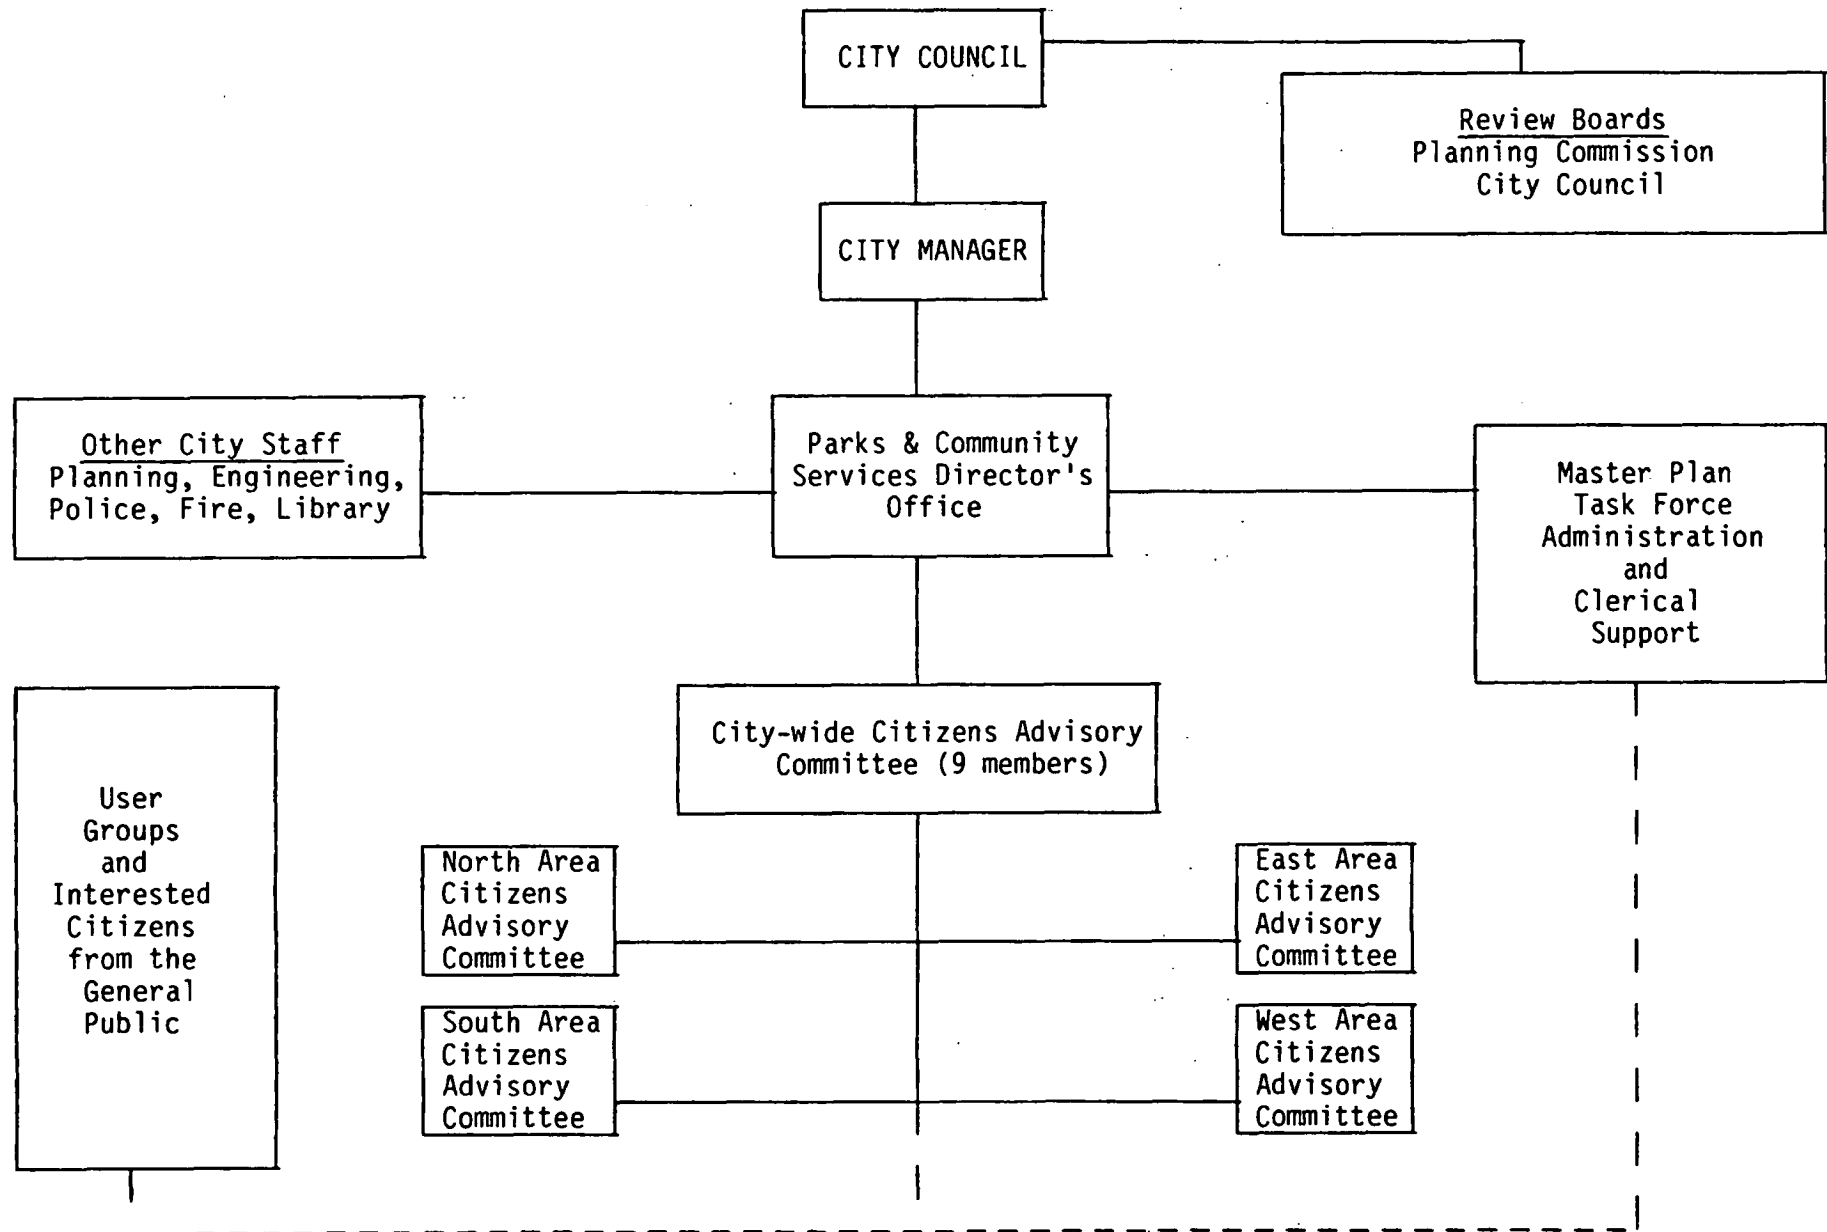 CITY COUNCIL
Review Boards
Planning Commission
City Council
CITY MANAGER
Other City Staff
Planning, Engineering,
Police, Fire, Library
Parks & Community
Services Director's
Office
Master Plan
Task Force
Administration
and
Clerical
Support
City-wide Citizens Advisory
Committee (9 members)
User
Groups
and
Interested
Citizens
from the
General
Public
North Area
Citizens
Advisory
Committee
East Area
Citizens
Advisory
Committee
South Area
Citizens
Advisory
Committee
West Area
Citizens
Advisory
Committee